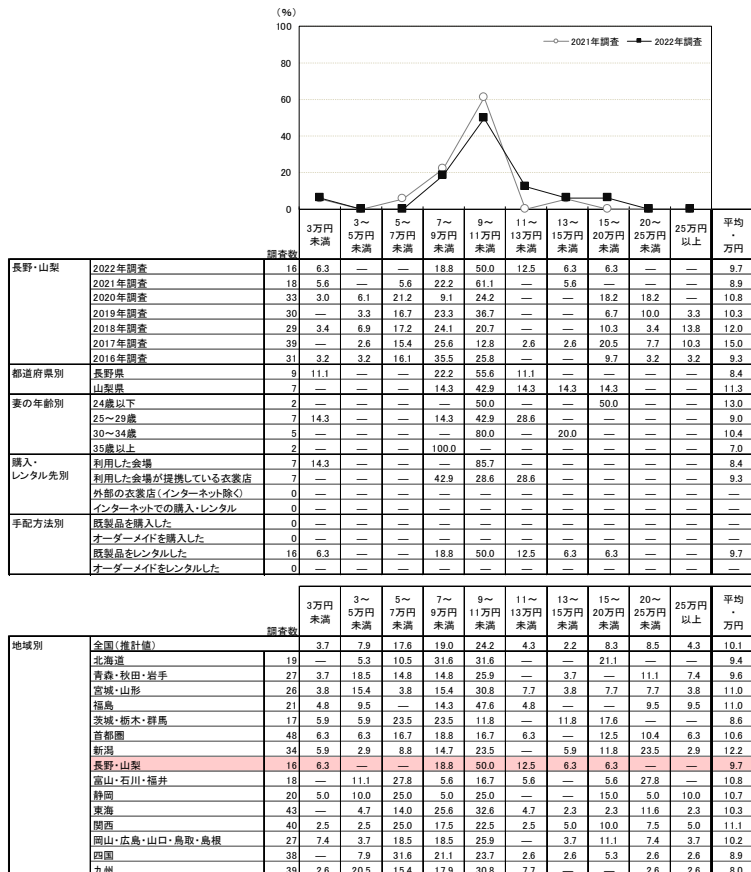 (%)
100
80
60
40
20
0
2021年調査 2022年調査
調査数 3万円未満 3～5万円未満 5～7万円未満 7～9万円未満 9～11万円未満 11～13万円未満 13～15万円未満 15～20万円未満 20～25万円未満 25万円以上 平均・万円
長野・山梨 2022年調査 16 6.3 — — 18.8 50.0 12.5 6.3 6.3 — — 9.7
2021年調査 18 5.6 — 5.6 22.2 61.1 — 5.6 — — — 8.9
2020年調査 33 3.0 6.1 21.2 9.1 24.2 — — 18.2 18.2 — 10.8
2019年調査 30 — 3.3 16.7 23.3 36.7 — — 6.7 10.0 3.3 10.3
2018年調査 29 3.4 6.9 17.2 24.1 20.7 — — 10.3 3.4 13.8 12.0
2017年調査 39 — 2.6 15.4 25.6 12.8 2.6 2.6 20.5 7.7 10.3 15.0
2016年調査 31 3.2 3.2 16.1 35.5 25.8 — — 9.7 3.2 3.2 9.3
都道府県別 長野県 9 11.1 — — 22.2 55.6 11.1 — — — — 8.4
山梨県 7 — — — 14.3 42.9 14.3 14.3 14.3 — — 11.3
妻の年齢別 24歳以下 2 — — — — 50.0 — — 50.0 — — 13.0
25～29歳 7 14.3 — — 14.3 42.9 28.6 — — — — 9.0
30～34歳 5 — — — — 80.0 — 20.0 — — — 10.4
35歳以上 2 — — — 100.0 — — — — — — 7.0
購入・レンタル先別 利用した会場 7 14.3 — — — 85.7 — — — — — 8.4
利用した会場が提携している衣裳店 7 — — — 42.9 28.6 28.6 — — — — 9.3
外部の衣裳店(インターネット除く) 0 — — — — — — — — — — —
インターネットでの購入・レンタル 0 — — — — — — — — — — —
手配方法別 既製品を購入した 0 — — — — — — — — — — —
オーダーメイドを購入した 0 — — — — — — — — — — —
既製品をレンタルした 16 6.3 — — 18.8 50.0 12.5 6.3 6.3 — — 9.7
オーダーメイドをレンタルした 0 — — — — — — — — — — —
調査数 3万円未満 3～5万円未満 5～7万円未満 7～9万円未満 9～11万円未満 11～13万円未満 13～15万円未満 15～20万円未満 20～25万円未満 25万円以上 平均・万円
地域別 全国(推計値) 3.7 7.9 17.6 19.0 24.2 4.3 2.2 8.3 8.5 4.3 10.1
北海道 19 — 5.3 10.5 31.6 31.6 — — 21.1 — — 9.4
青森・秋田・岩手 27 3.7 18.5 14.8 14.8 25.9 — 3.7 — 11.1 7.4 9.6
宮城・山形 26 3.8 15.4 3.8 15.4 30.8 7.7 3.8 7.7 7.7 3.8 11.0
福島 21 4.8 9.5 — 14.3 47.6 4.8 — — 9.5 9.5 11.0
茨城・栃木・群馬 17 5.9 5.9 23.5 23.5 11.8 — 11.8 17.6 — — 8.6
首都圏 48 6.3 6.3 16.7 18.8 16.7 6.3 — 12.5 10.4 6.3 10.6
新潟 34 5.9 2.9 8.8 14.7 23.5 — 5.9 11.8 23.5 2.9 12.2
長野・山梨 16 6.3 — — 18.8 50.0 12.5 6.3 6.3 — — 9.7
富山・石川・福井 18 — 11.1 27.8 5.6 16.7 5.6 — 5.6 27.8 — 10.8
静岡 20 5.0 10.0 25.0 5.0 25.0 — — 15.0 5.0 10.0 10.7
東海 43 — 4.7 14.0 25.6 32.6 4.7 2.3 2.3 11.6 2.3 10.3
関西 40 2.5 2.5 25.0 17.5 22.5 2.5 5.0 10.0 7.5 5.0 11.1
岡山・広島・山口・鳥取・島根 27 7.4 3.7 18.5 18.5 25.9 — 3.7 11.1 7.4 3.7 10.2
四国 38 — 7.9 31.6 21.1 23.7 2.6 2.6 5.3 2.6 2.6 8.9
九州 39 2.6 20.5 15.4 17.9 30.8 7.7 — — 2.6 2.6 8.0